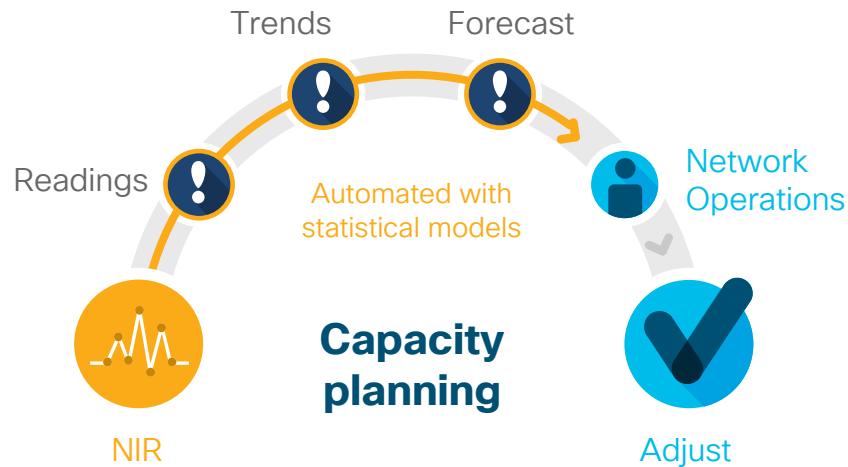 Trends
Forecast
Readings
Automated with
statistical models
Network
Operations
Capacity
planning
NIR
Adjust